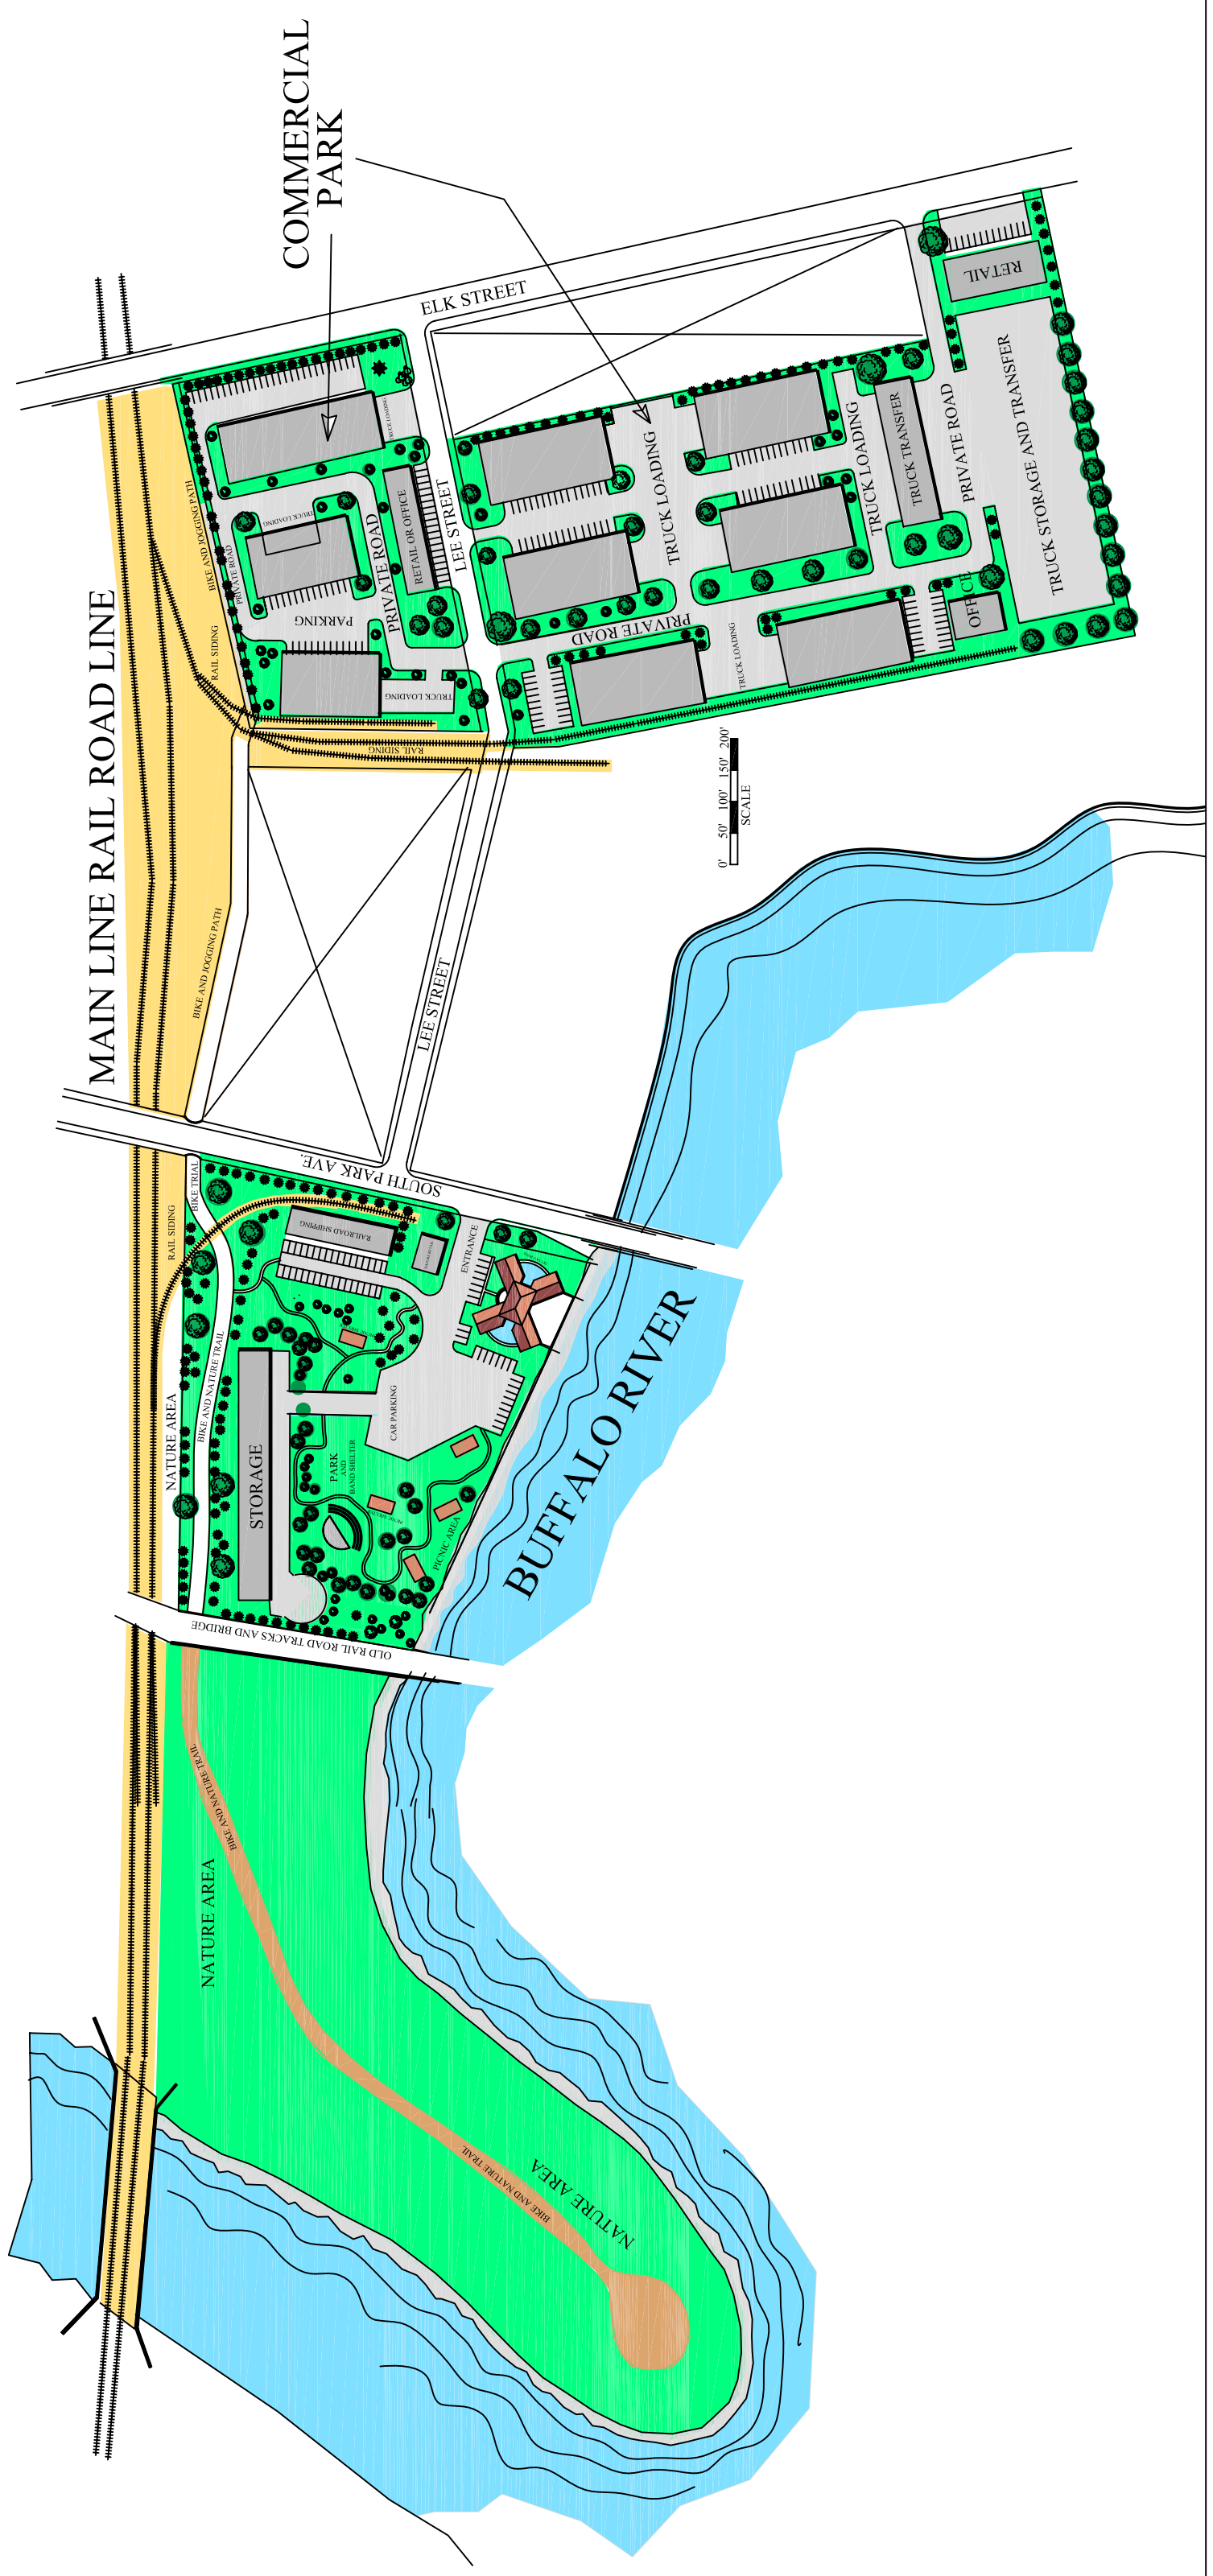 COMMERCIAL
PARK
ELK STREET
RETAIL
TRUCK LOADING
BIKE AND JOGGING PATH
TRUCK LOADING
PRIVATE ROAD
PRIVATE ROAD
RETAIL OR OFFICE
LEE STREET
PARKING
RAIL SIDING
TRUCK LOADING
RAIL SIDING
TRUCK LOADING
TRUCK LOADING
TRUCK TRANSFER
PRIVATE ROAD
TRUCK STORAGE AND TRANSFER
OFFICE
PRIVATE ROAD
TRUCK LOADING
MAIN LINE RAIL ROAD LINE
0' 50' 100' 150' 200'
SCALE
BIKE AND JOGGING PATH
LEE STREET
SOUTH PARK AVE.
BIKE TRIAL
RAIL SIDING
RAILROAD SHIPPING
ENTRANCE
BIKE AND NATURE TRAIL
NATURE AREA
CAR PARKING
STORAGE
PARK
AND
BAND SHELTER
PICNIC AREA
BUFFALO RIVER
OLD RAIL ROAD TRACKS AND BRIDGE
BIKE AND NATURE TRAIL
NATURE AREA
BIKE AND NATURE TRAIL
NATURE AREA